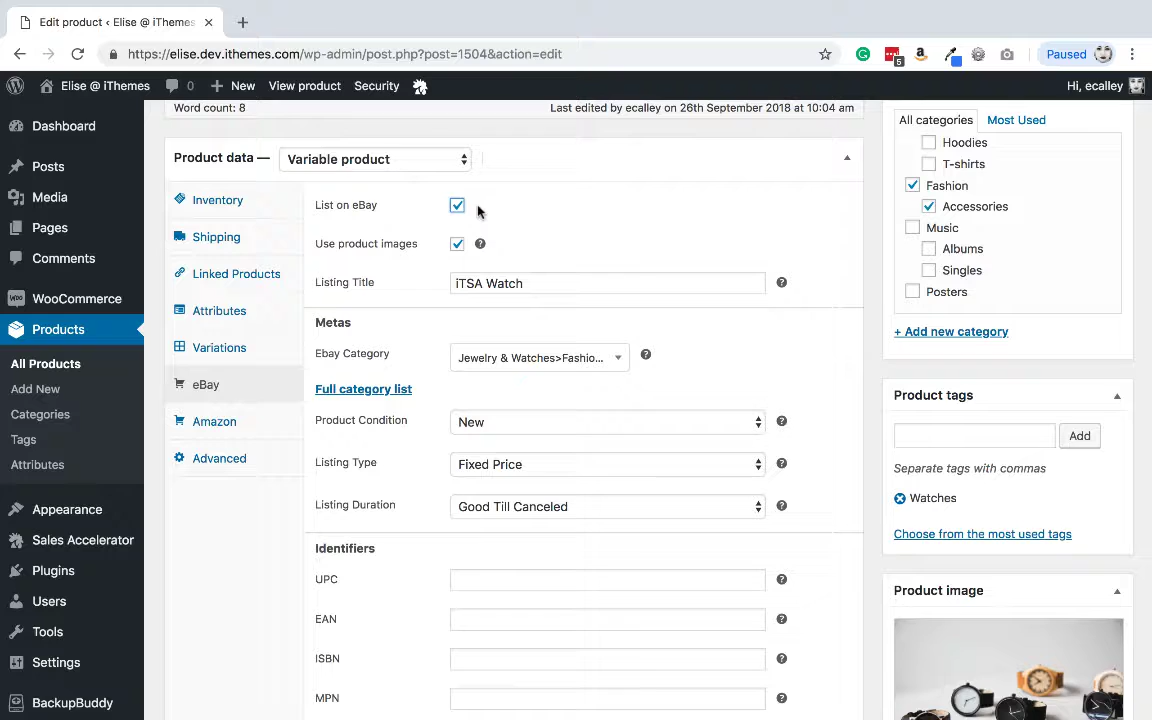 Edit product ‹ Elise @ iThemes
https://elise.dev.ithemes.com/wp-admin/post.php?post=1504&action=edit
5
Paused
Elise @ iThemes
0
New
View product
Security
Hi, ecalley
Dashboard
Posts
Media
Pages
Comments
WooCommerce
Products
All Products
Add New
Categories
Tags
Attributes
Appearance
Sales Accelerator
Plugins
Users
Tools
Settings
BackupBuddy
Word count: 8
Last edited by ecalley on 26th September 2018 at 10:04 am
Product data —
Variable product
Inventory
Shipping
Linked Products
Attributes
Variations
eBay
Amazon
Advanced
List on eBay
Use product images
Listing Title
iTSA Watch
Metas
Ebay Category
Jewelry & Watches>Fashio...
Full category list
Product Condition
New
Listing Type
Fixed Price
Listing Duration
Good Till Canceled
Identifiers
UPC
EAN
ISBN
MPN
All categories
Most Used
Hoodies
T-shirts
Fashion
Accessories
Music
Albums
Singles
Posters
+ Add new category
Product tags
Add
Separate tags with commas
Watches
Choose from the most used tags
Product image